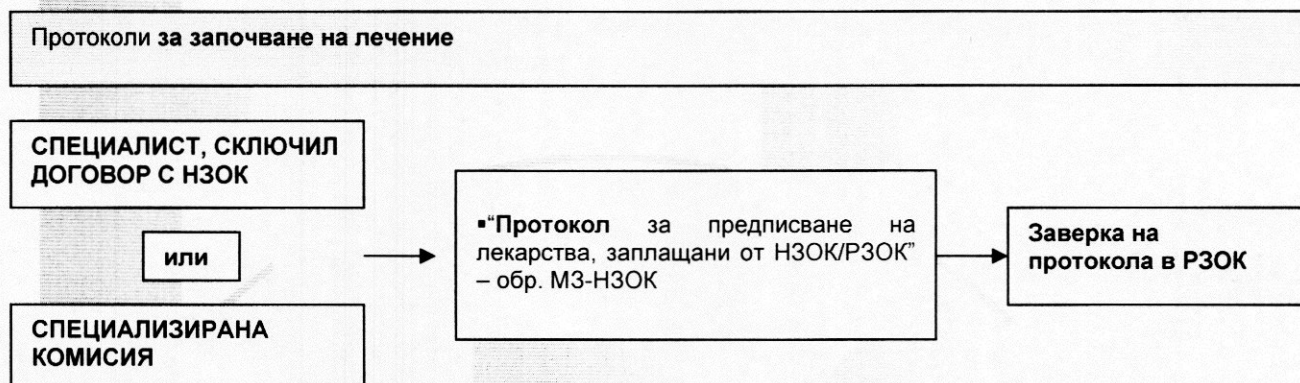 Протоколи за започване на лечение
СПЕЦИАЛИСТ, СКЛЮЧИЛ
ДОГОВОР С НЗОК
или
СПЕЦИАЛИЗИРАНА
КОМИСИЯ
▪“Протокол за предписване на
лекарства, заплащани от НЗОК/РЗОК”
– обр. МЗ-НЗОК
Заверка на
протокола в РЗОК